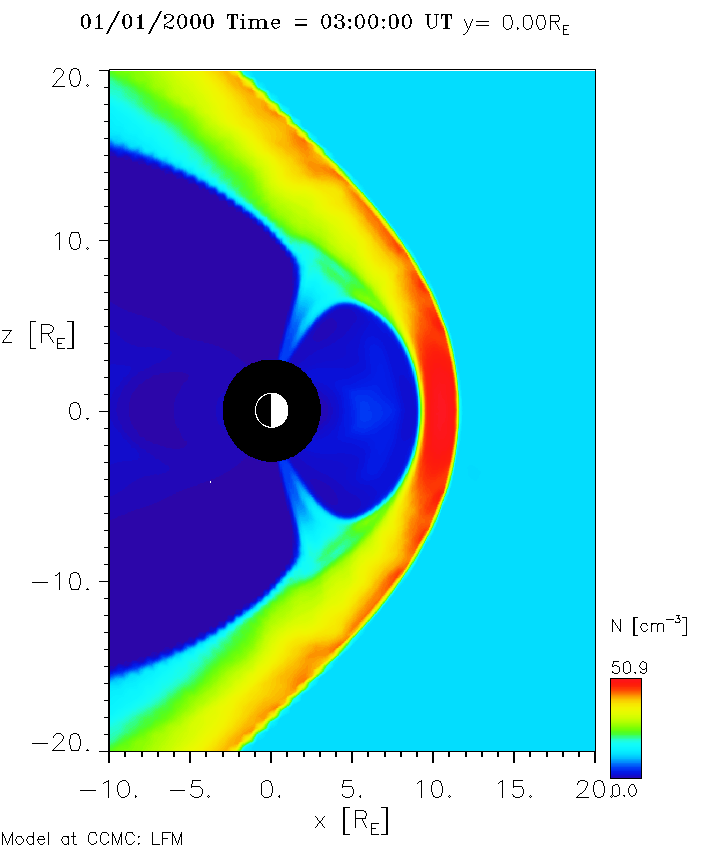 01/01/2000 Time = 03:00:00 UT y= 0.00R_E
20.
10.
z [R_E]
0.
−10.
−20.
N [cm⁻³]
50.9
0.0
−10. −5. 0. 5. 10. 15. 20.
x [R_E]
Model at CCMC: LFM